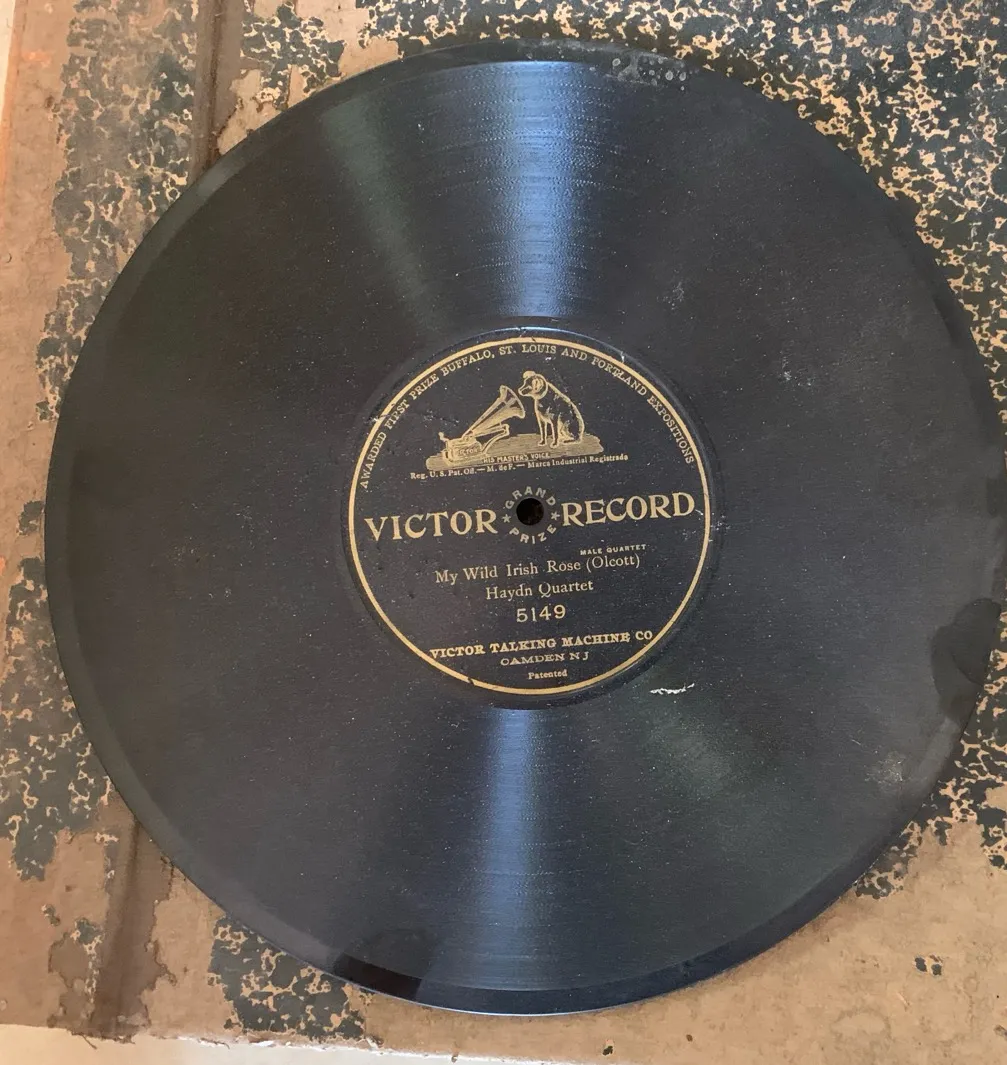 AWARDED FIRST PRIZE BUFFALO, ST. LOUIS AND PORTLAND EXPOSITIONS
VICTOR
HIS MASTER'S VOICE
Reg. U. S. Pat. Off. — M. de F. — Marca Industrial Registrada
GRAND
VICTOR RECORD
PRIZE
MALE QUARTET
My Wild Irish Rose (Olcott)
Haydn Quartet
5149
VICTOR TALKING MACHINE CO
CAMDEN N J
Patented